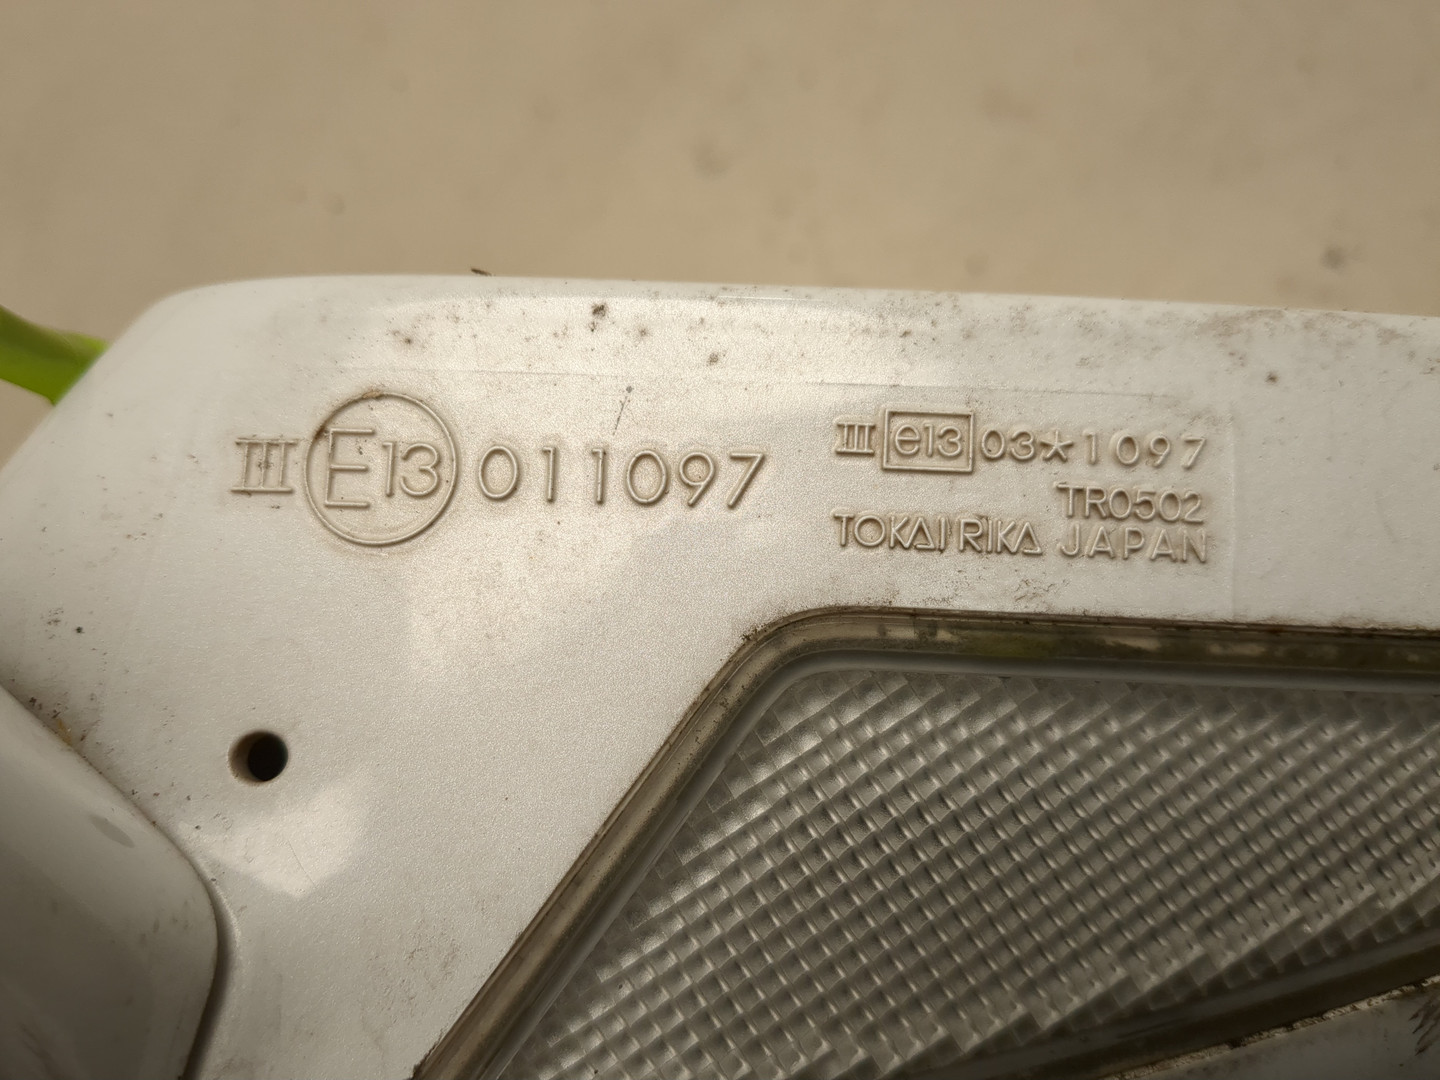 III E13 011097
III e13 03*1097
TR0502
TOKAI RIKA JAPAN